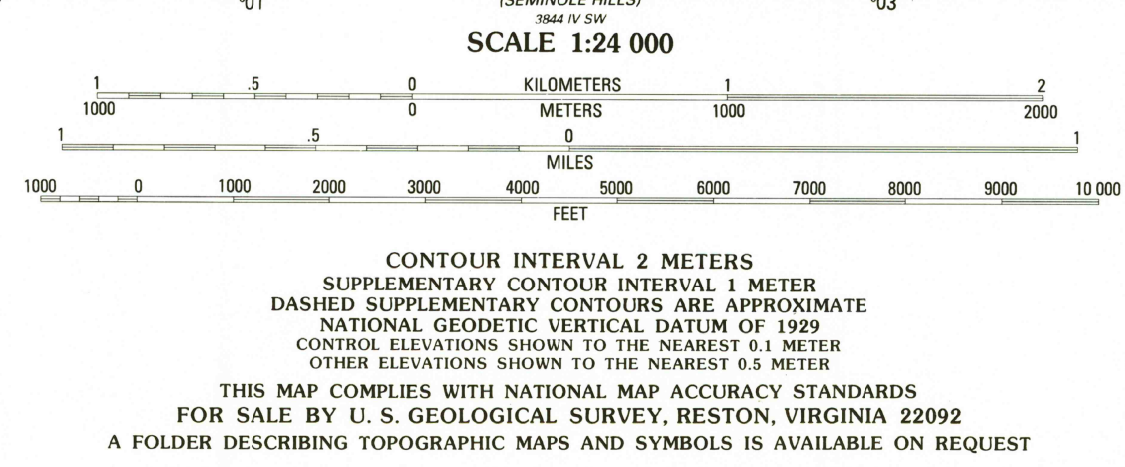 ⁶01 (SEMINOLE HILLS) ⁶03
3844 IV SW
SCALE 1:24 000
1 .5 0 KILOMETERS 1 2
1000 0 METERS 1000 2000
1 .5 0 1
MILES
1000 0 1000 2000 3000 4000 5000 6000 7000 8000 9000 10 000
FEET
CONTOUR INTERVAL 2 METERS
SUPPLEMENTARY CONTOUR INTERVAL 1 METER
DASHED SUPPLEMENTARY CONTOURS ARE APPROXIMATE
NATIONAL GEODETIC VERTICAL DATUM OF 1929
CONTROL ELEVATIONS SHOWN TO THE NEAREST 0.1 METER
OTHER ELEVATIONS SHOWN TO THE NEAREST 0.5 METER
THIS MAP COMPLIES WITH NATIONAL MAP ACCURACY STANDARDS
FOR SALE BY U. S. GEOLOGICAL SURVEY, RESTON, VIRGINIA 22092
A FOLDER DESCRIBING TOPOGRAPHIC MAPS AND SYMBOLS IS AVAILABLE ON REQUEST